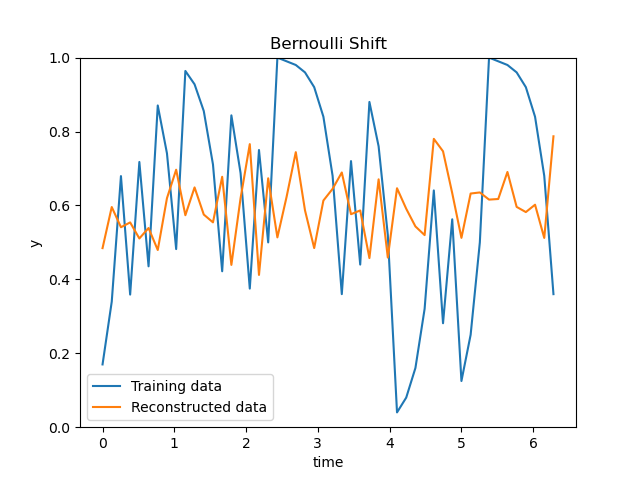 Bernoulli Shift
1.0
0.8
0.6
0.4
0.2
0.0
y
Training data
Reconstructed data
0 1 2 3 4 5 6
time